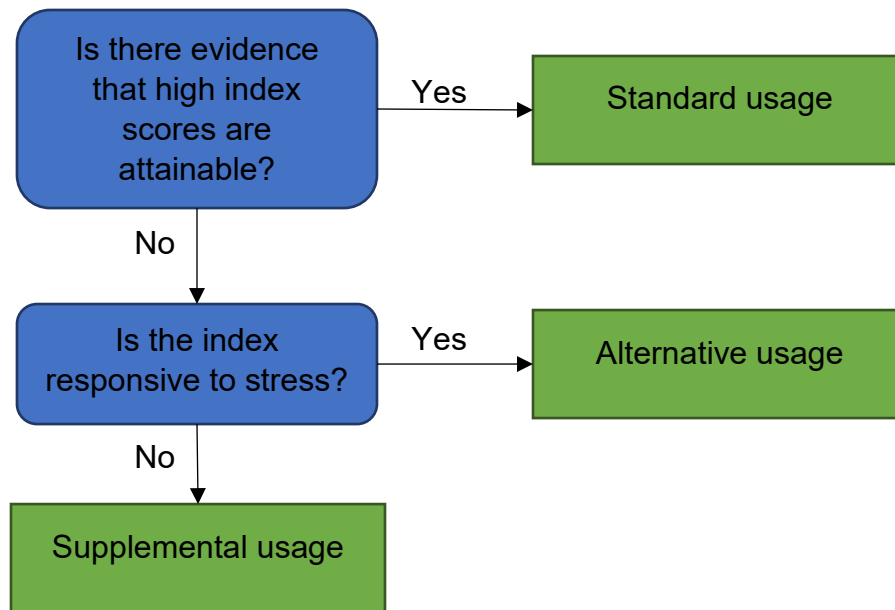 Is there evidence
that high index
scores are
attainable?
Yes
Standard usage
No
Is the index
responsive to stress?
Yes
Alternative usage
No
Supplemental usage